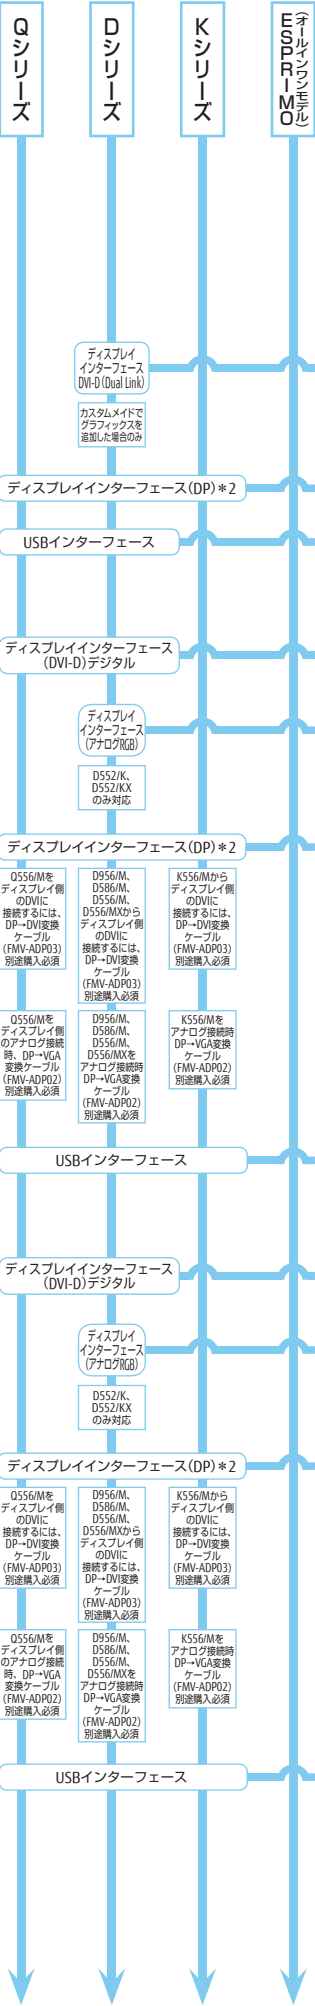 Qシリーズ
Dシリーズ
Kシリーズ
ESPRIMO
(オールインワンモデル)
ディスプレイ
インターフェース
DVI-D(Dual Link)
カスタムメイドで
グラフィックスを
追加した場合のみ
ディスプレイインターフェース(DP)*2
USBインターフェース
ディスプレイインターフェース
(DVI-D)デジタル
ディスプレイ
インターフェース
(アナログRGB)
D552/K、
D552/KX
のみ対応
ディスプレイインターフェース(DP)*2
Q556/Mを
ディスプレイ側
のDVIに
接続するには、
DP→DVI変換
ケーブル
(FMV-ADP03)
別途購入必須
D956/M、
D586/M、
D556/M、
D556/MXから
ディスプレイ側
のDVIに
接続するには、
DP→DVI変換
ケーブル
(FMV-ADP03)
別途購入必須
K556/Mから
ディスプレイ側
のDVIに
接続するには、
DP→DVI変換
ケーブル
(FMV-ADP03)
別途購入必須
Q556/Mを
ディスプレイ側
のアナログ接続
時、DP→VGA
変換ケーブル
(FMV-ADP02)
別途購入必須
D956/M、
D586/M、
D556/M、
D556/MXを
アナログ接続時
DP→VGA変換
ケーブル
(FMV-ADP02)
別途購入必須
K556/Mを
アナログ接続時
DP→VGA変換
ケーブル
(FMV-ADP02)
別途購入必須
USBインターフェース
ディスプレイインターフェース
(DVI-D)デジタル
ディスプレイ
インターフェース
(アナログRGB)
D552/K、
D552/KX
のみ対応
ディスプレイインターフェース(DP)*2
Q556/Mを
ディスプレイ側
のDVIに
接続するには、
DP→DVI変換
ケーブル
(FMV-ADP03)
別途購入必須
D956/M、
D586/M、
D556/M、
D556/MXから
ディスプレイ側
のDVIに
接続するには、
DP→DVI変換
ケーブル
(FMV-ADP03)
別途購入必須
K556/Mから
ディスプレイ側
のDVIに
接続するには、
DP→DVI変換
ケーブル
(FMV-ADP03)
別途購入必須
Q556/Mを
ディスプレイ側
のアナログ接続
時、DP→VGA
変換ケーブル
(FMV-ADP02)
別途購入必須
D956/M、
D586/M、
D556/M、
D556/MXを
アナログ接続時
DP→VGA変換
ケーブル
(FMV-ADP02)
別途購入必須
K556/Mを
アナログ接続時
DP→VGA変換
ケーブル
(FMV-ADP02)
別途購入必須
USBインターフェース